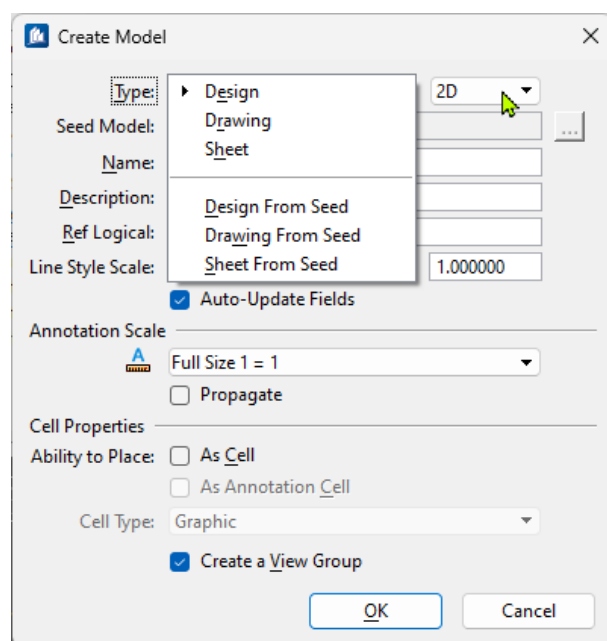 Create Model
Type: Design 2D
Drawing
Seed Model: ...
Sheet
Name:
Description: Design From Seed
Ref Logical: Drawing From Seed
Line Style Scale: Sheet From Seed 1.000000
Auto-Update Fields
Annotation Scale
A Full Size 1 = 1
Propagate
Cell Properties
Ability to Place: As Cell
As Annotation Cell
Cell Type: Graphic
Create a View Group
OK Cancel